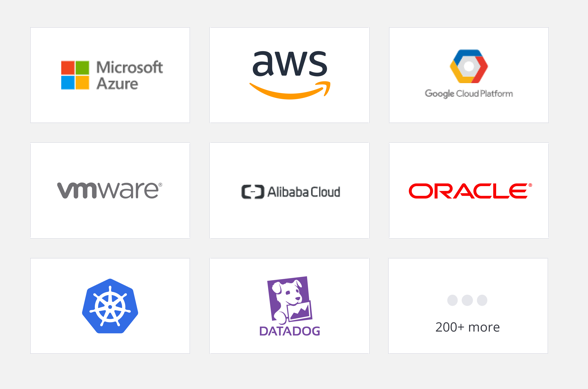 Microsoft
Azure
aws
Google Cloud Platform
vmware®
Alibaba Cloud
ORACLE®
DATADOG
200+ more